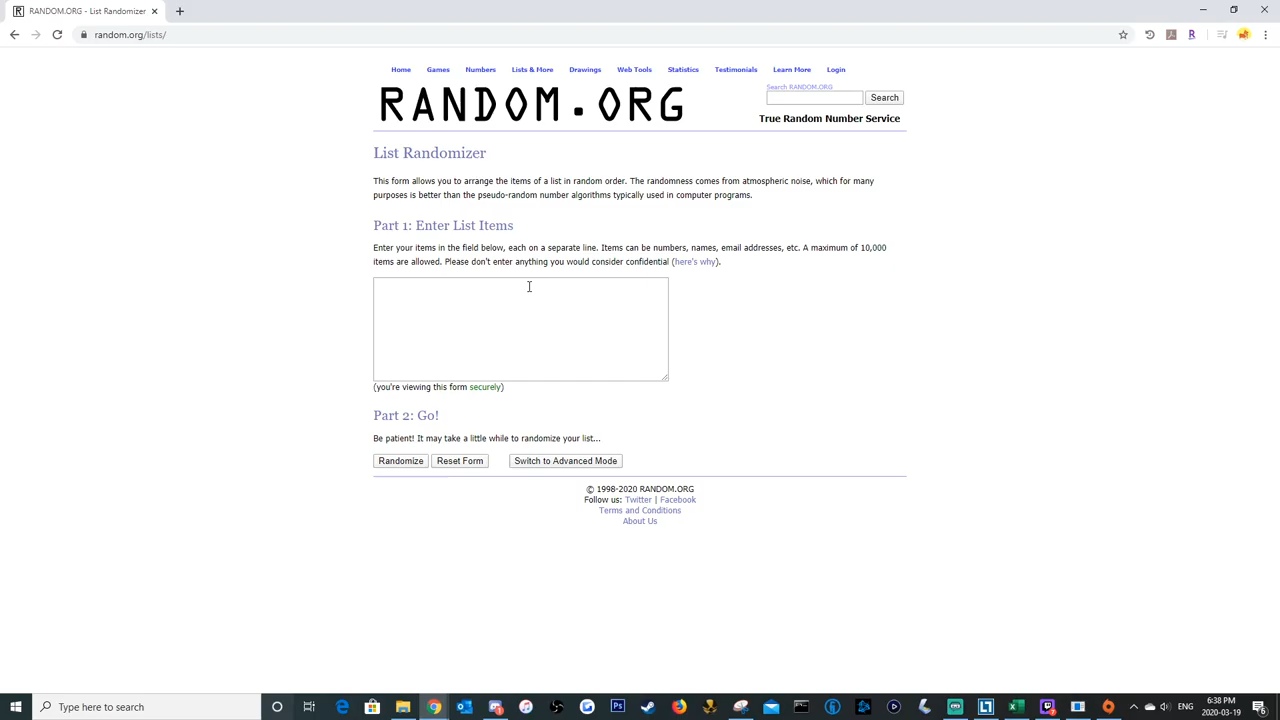 RANDOM.ORG - List Randomizer
random.org/lists/
Home Games Numbers Lists & More Drawings Web Tools Statistics Testimonials Learn More Login
RANDOM.ORG
Search RANDOM.ORG
Search
True Random Number Service
List Randomizer
This form allows you to arrange the items of a list in random order. The randomness comes from atmospheric noise, which for many
purposes is better than the pseudo-random number algorithms typically used in computer programs.
Part 1: Enter List Items
Enter your items in the field below, each on a separate line. Items can be numbers, names, email addresses, etc. A maximum of 10,000
items are allowed. Please don't enter anything you would consider confidential (here's why).
(you're viewing this form securely)
Part 2: Go!
Be patient! It may take a little while to randomize your list...
Randomize Reset Form Switch to Advanced Mode
© 1998-2020 RANDOM.ORG
Follow us: Twitter | Facebook
Terms and Conditions
About Us
Type here to search
6:38 PM
2020-03-19